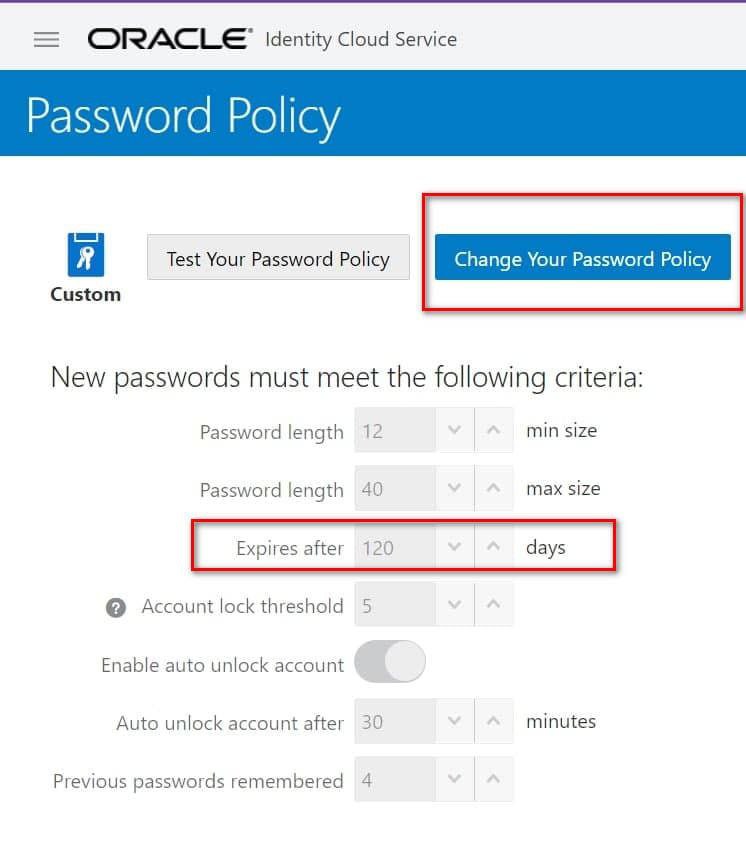 ORACLE® Identity Cloud Service
Password Policy
Test Your Password Policy
Change Your Password Policy
Custom
New passwords must meet the following criteria:
Password length 12 min size
Password length 40 max size
Expires after 120 days
? Account lock threshold 5
Enable auto unlock account
Auto unlock account after 30 minutes
Previous passwords remembered 4